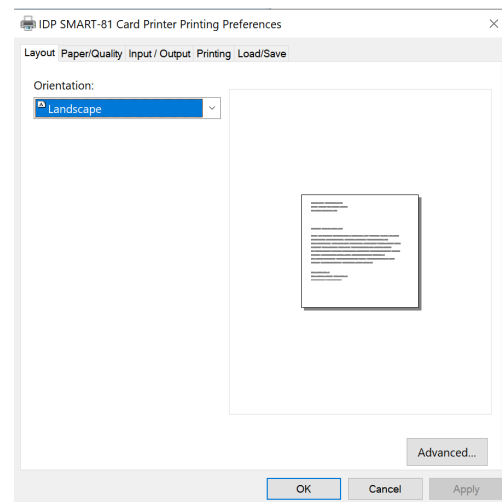 IDP SMART-81 Card Printer Printing Preferences
Layout Paper/Quality Input / Output Printing Load/Save
Orientation:
Landscape
Advanced...
OK Cancel Apply